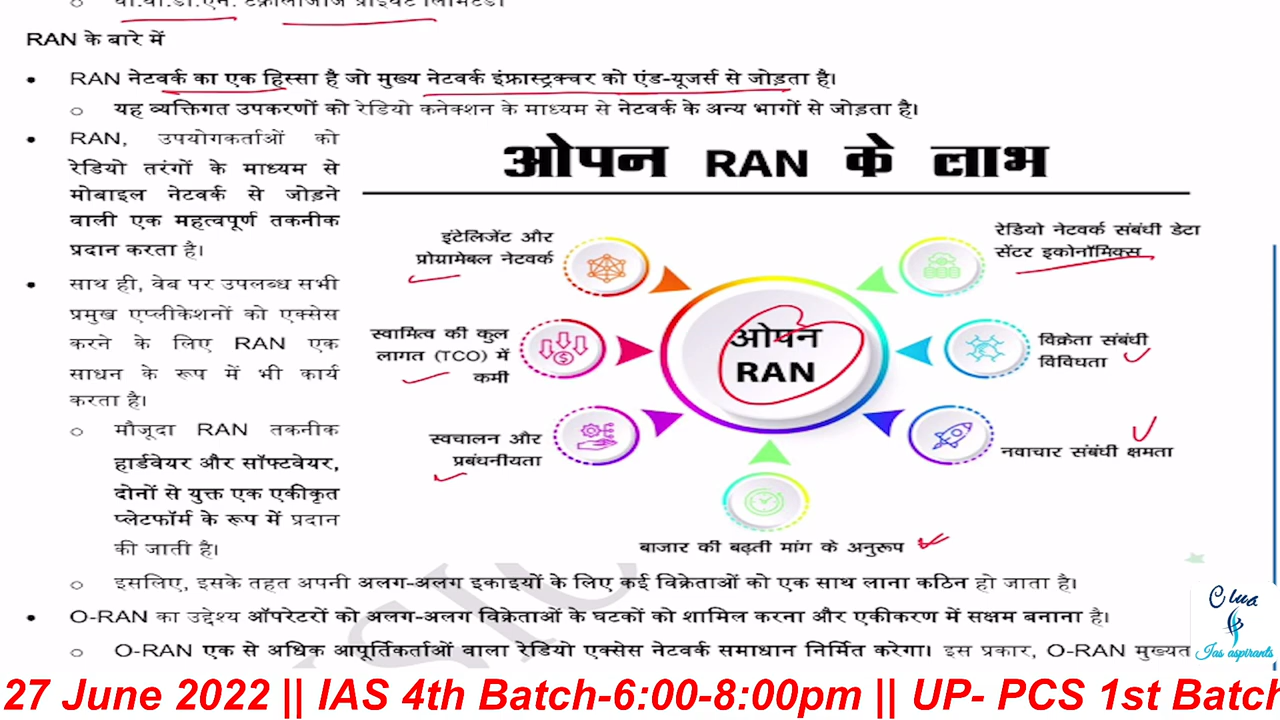 RAN के बारे में
• RAN नेटवर्क का एक हिस्सा है जो मुख्य नेटवर्क इंफ्रास्ट्रक्चर को एंड-यूजर्स से जोड़ता है।
○ यह व्यक्तिगत उपकरणों को रेडियो कनेक्शन के माध्यम से नेटवर्क के अन्य भागों से जोड़ता है।
• RAN, उपयोगकर्ताओं को
रेडियो तरंगों के माध्यम से
मोबाइल नेटवर्क से जोड़ने
वाली एक महत्वपूर्ण तकनीक
प्रदान करता है।
• साथ ही, वेब पर उपलब्ध सभी
प्रमुख एप्लीकेशनों को एक्सेस
करने के लिए RAN एक
साधन के रूप में भी कार्य
करता है।
○ मौजूदा RAN तकनीक
हार्डवेयर और सॉफ्टवेयर,
दोनों से युक्त एक एकीकृत
प्लेटफॉर्म के रूप में प्रदान
की जाती है।
ओपन RAN के लाभ
इंटेलिजेंट और
प्रोग्रामेबल नेटवर्क
रेडियो नेटवर्क संबंधी डेटा
सेंटर इकोनॉमिक्स
स्वामित्व की कुल
लागत (TCO) में
कमी
ओपन
RAN
विक्रेता संबंधी
विविधता
स्वचालन और
प्रबंधनीयता
नवाचार संबंधी क्षमता
बाजार की बढ़ती मांग के अनुरूप
○ इसलिए, इसके तहत अपनी अलग-अलग इकाइयों के लिए कई विक्रेताओं को एक साथ लाना कठिन हो जाता है।
• O-RAN का उद्देश्य ऑपरेटरों को अलग-अलग विक्रेताओं के घटकों को शामिल करना और एकीकरण में सक्षम बनाना है।
○ O-RAN एक से अधिक आपूर्तिकर्ताओं वाला रेडियो एक्सेस नेटवर्क समाधान निर्मित करेगा। इस प्रकार, O-RAN मुख्यत
Ias aspirants
27 June 2022 || IAS 4th Batch-6:00-8:00pm || UP- PCS 1st Batch